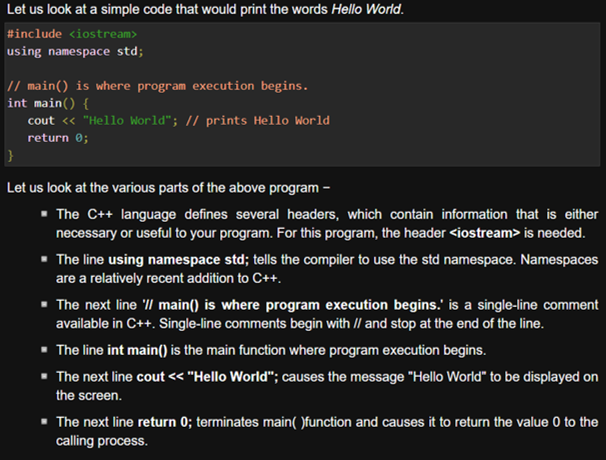 Let us look at a simple code that would print the words Hello World.
#include <iostream>
using namespace std;
// main() is where program execution begins.
int main() {
cout << "Hello World"; // prints Hello World
return 0;
}
Let us look at the various parts of the above program −
The C++ language defines several headers, which contain information that is either
necessary or useful to your program. For this program, the header <iostream> is needed.
The line using namespace std; tells the compiler to use the std namespace. Namespaces
are a relatively recent addition to C++.
The next line '// main() is where program execution begins.' is a single-line comment
available in C++. Single-line comments begin with // and stop at the end of the line.
The line int main() is the main function where program execution begins.
The next line cout << "Hello World"; causes the message "Hello World" to be displayed on
the screen.
The next line return 0; terminates main( )function and causes it to return the value 0 to the
calling process.